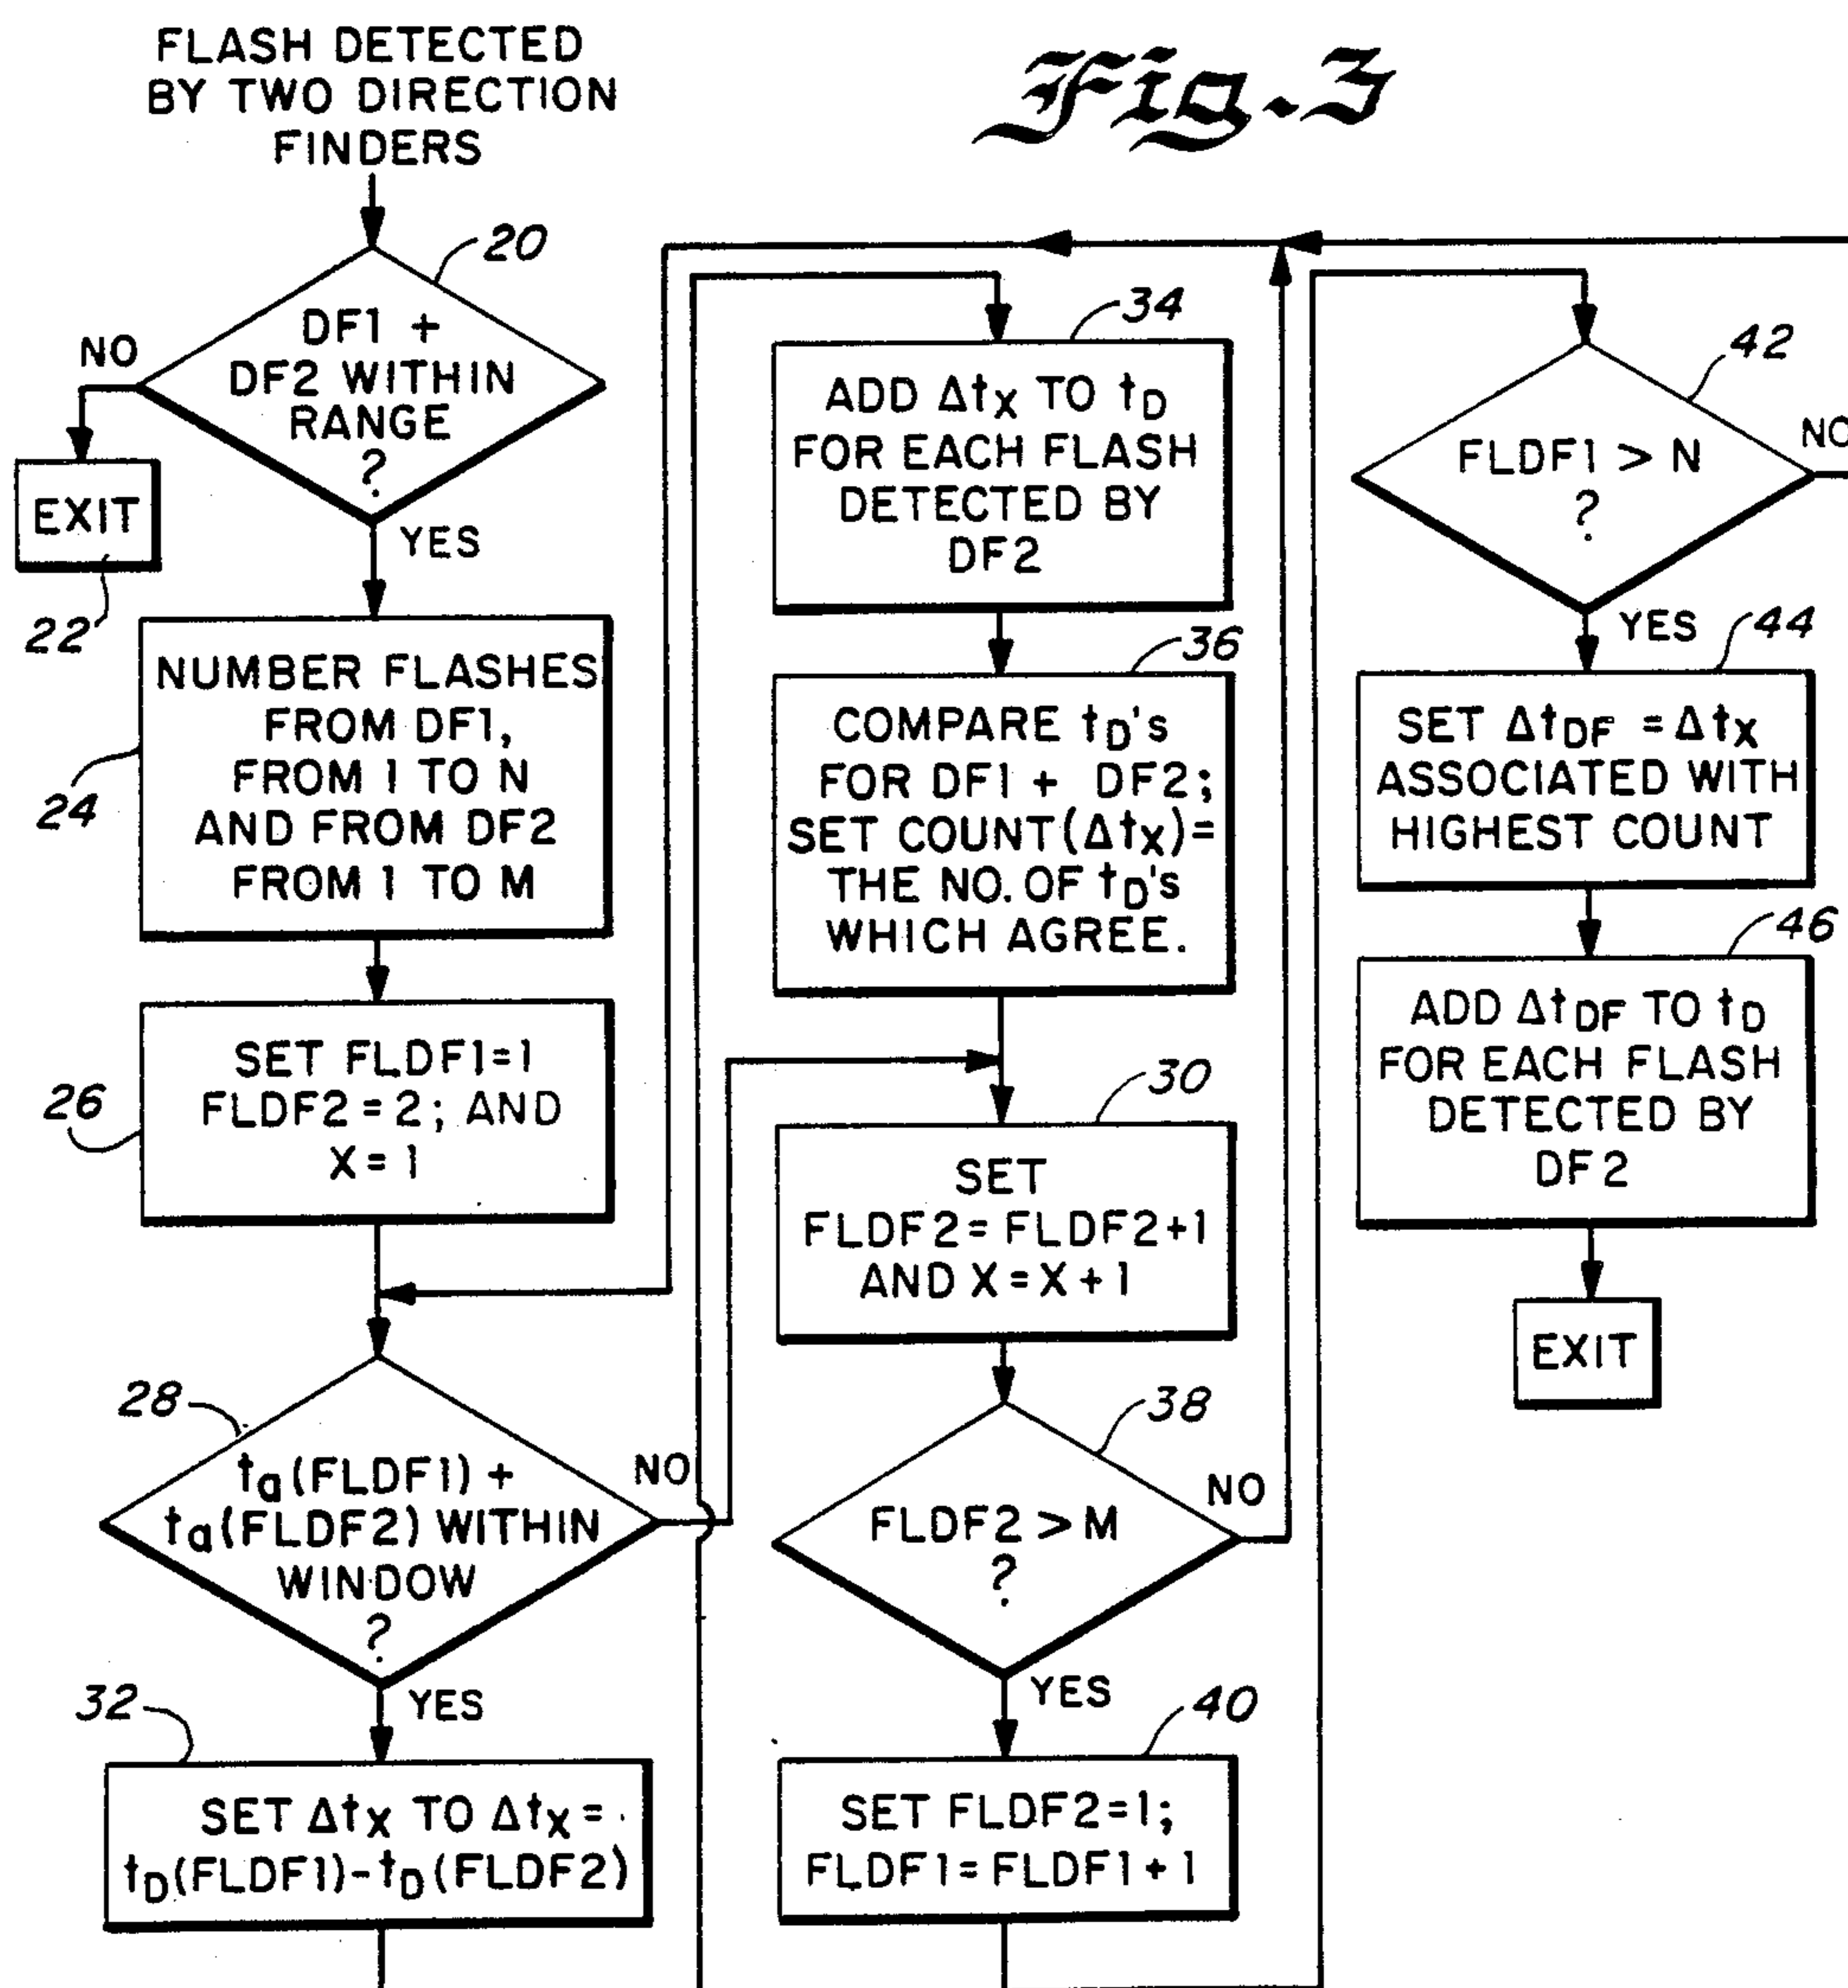 FLASH DETECTED
BY TWO DIRECTION
FINDERS
Fig.3
20
DF1 +
DF2 WITHIN
RANGE
?
NO
EXIT
22
YES
NUMBER FLASHES
FROM DF1,
FROM 1 TO N
AND FROM DF2
FROM 1 TO M
24
SET FLDF1=1
FLDF2=2; AND
X=1
26
28
ta(FLDF1)+
ta(FLDF2) WITHIN
WINDOW
?
NO
YES
32
SET ΔtX TO ΔtX=
tD(FLDF1)-tD(FLDF2)
34
ADD ΔtX TO tD
FOR EACH FLASH
DETECTED BY
DF2
36
COMPARE tD's
FOR DF1 + DF2;
SET COUNT(ΔtX)=
THE NO. OF tD's
WHICH AGREE.
30
SET
FLDF2=FLDF2+1
AND X=X+1
38
FLDF2>M
?
NO
YES
40
SET FLDF2=1;
FLDF1=FLDF1+1
42
FLDF1 > N
?
NO
YES
44
SET ΔtDF=ΔtX
ASSOCIATED WITH
HIGHEST COUNT
46
ADD ΔtDF TO tD
FOR EACH FLASH
DETECTED BY
DF2
EXIT